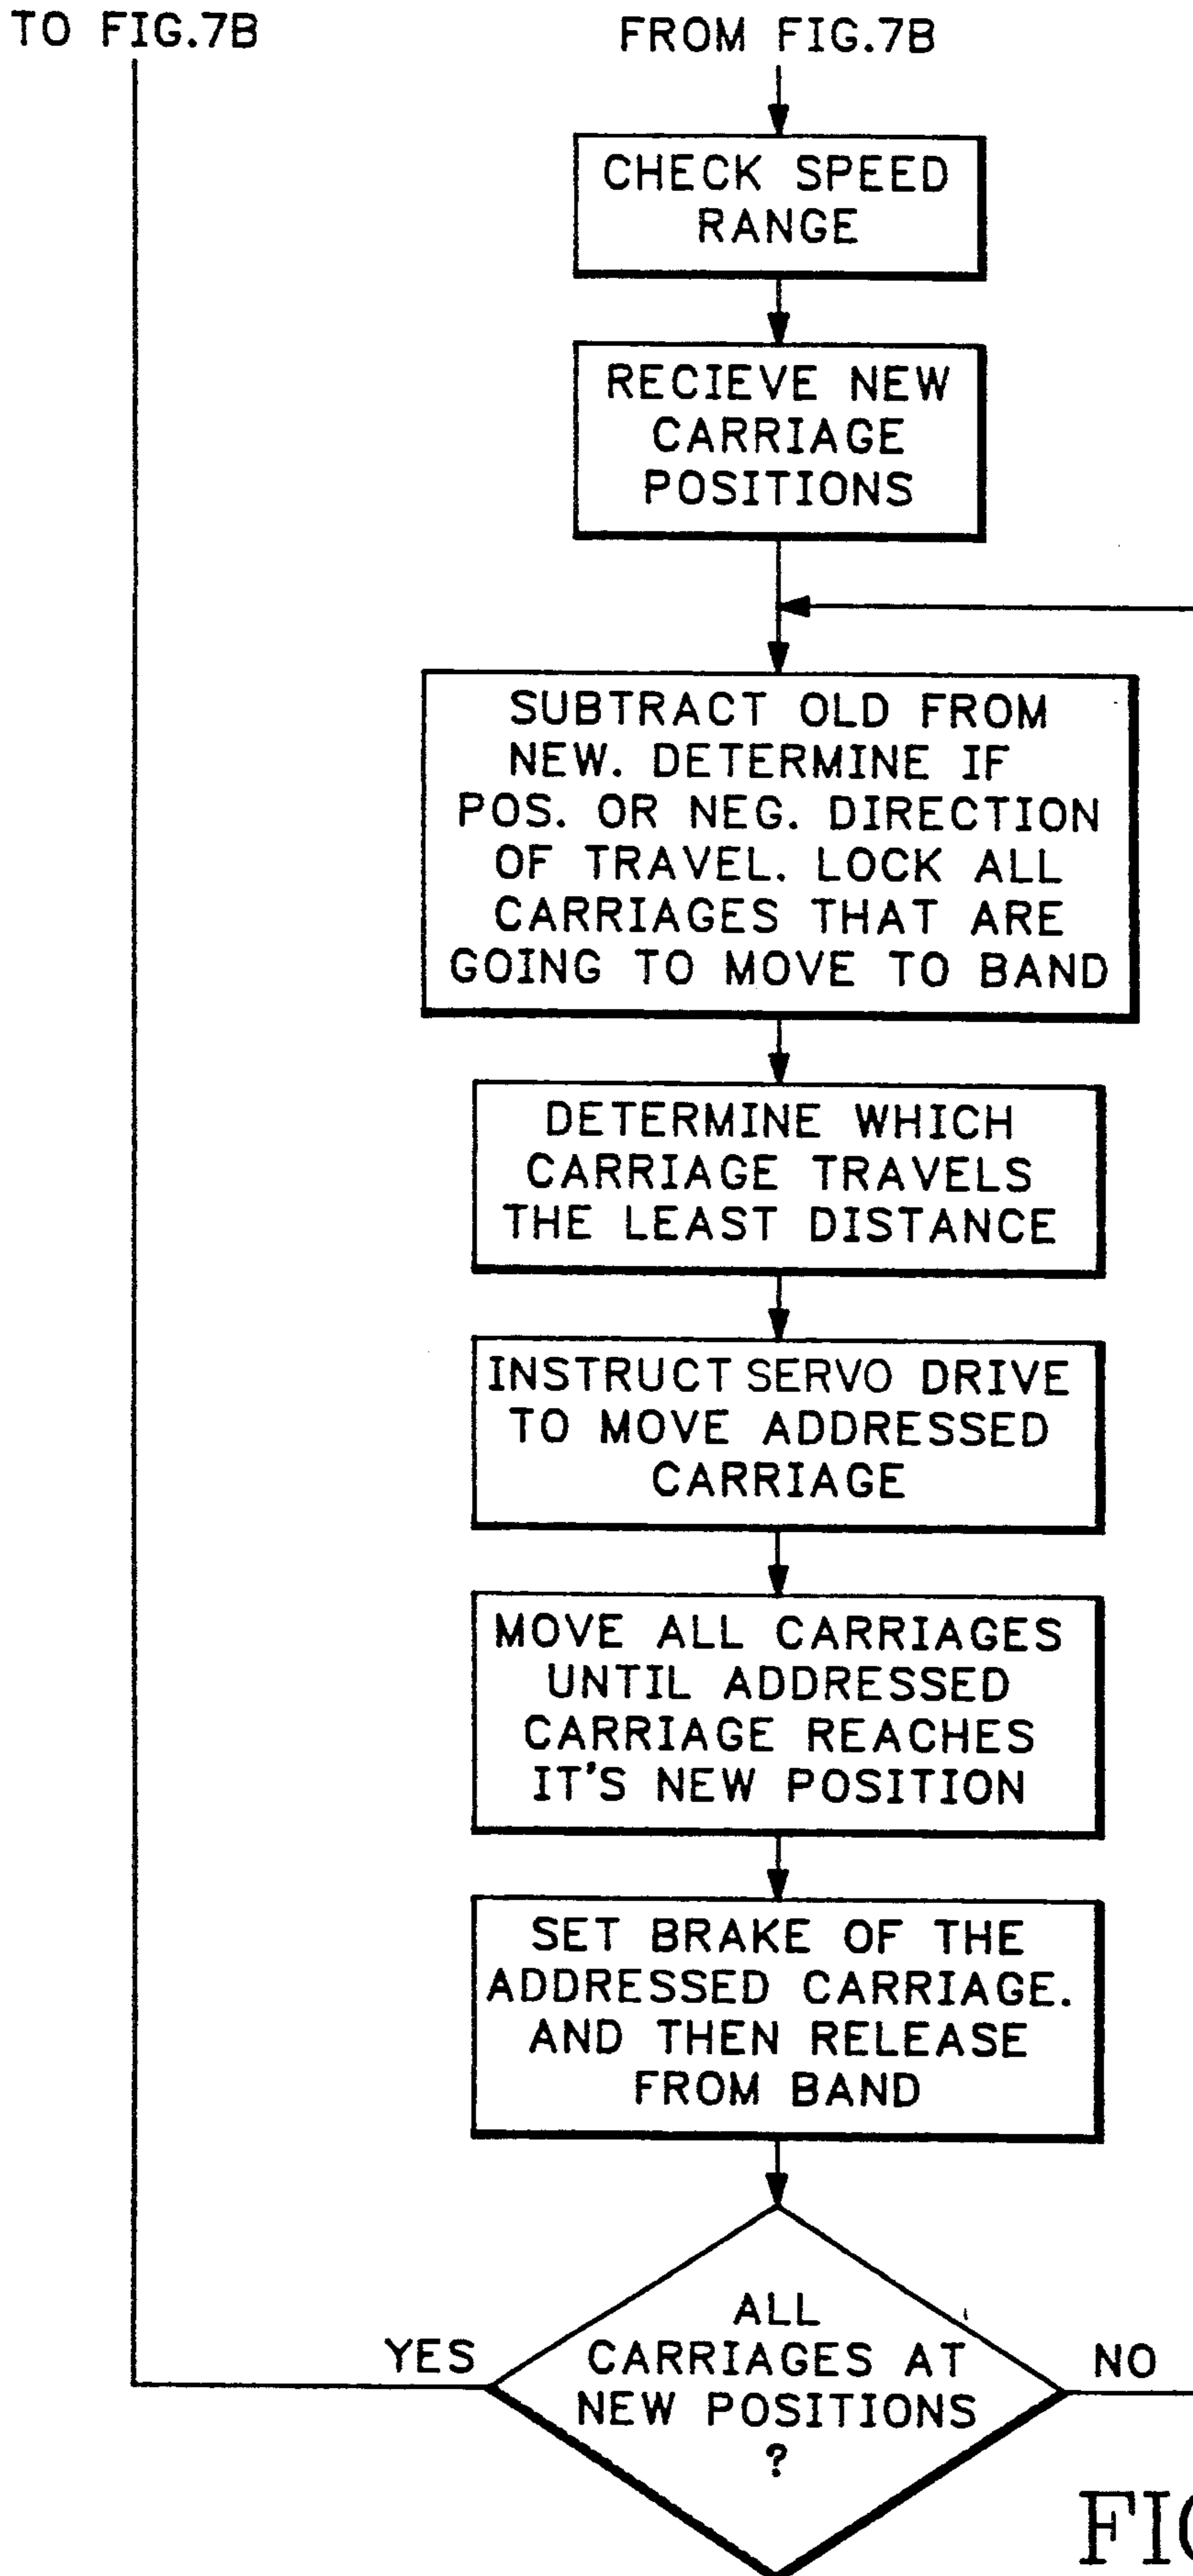 TO FIG.7B
FROM FIG.7B
CHECK SPEED
RANGE
RECIEVE NEW
CARRIAGE
POSITIONS
SUBTRACT OLD FROM
NEW. DETERMINE IF
POS. OR NEG. DIRECTION
OF TRAVEL. LOCK ALL
CARRIAGES THAT ARE
GOING TO MOVE TO BAND
DETERMINE WHICH
CARRIAGE TRAVELS
THE LEAST DISTANCE
INSTRUCT SERVO DRIVE
TO MOVE ADDRESSED
CARRIAGE
MOVE ALL CARRIAGES
UNTIL ADDRESSED
CARRIAGE REACHES
IT'S NEW POSITION
SET BRAKE OF THE
ADDRESSED CARRIAGE.
AND THEN RELEASE
FROM BAND
ALL
YES
CARRIAGES AT
NO
NEW POSITIONS
?